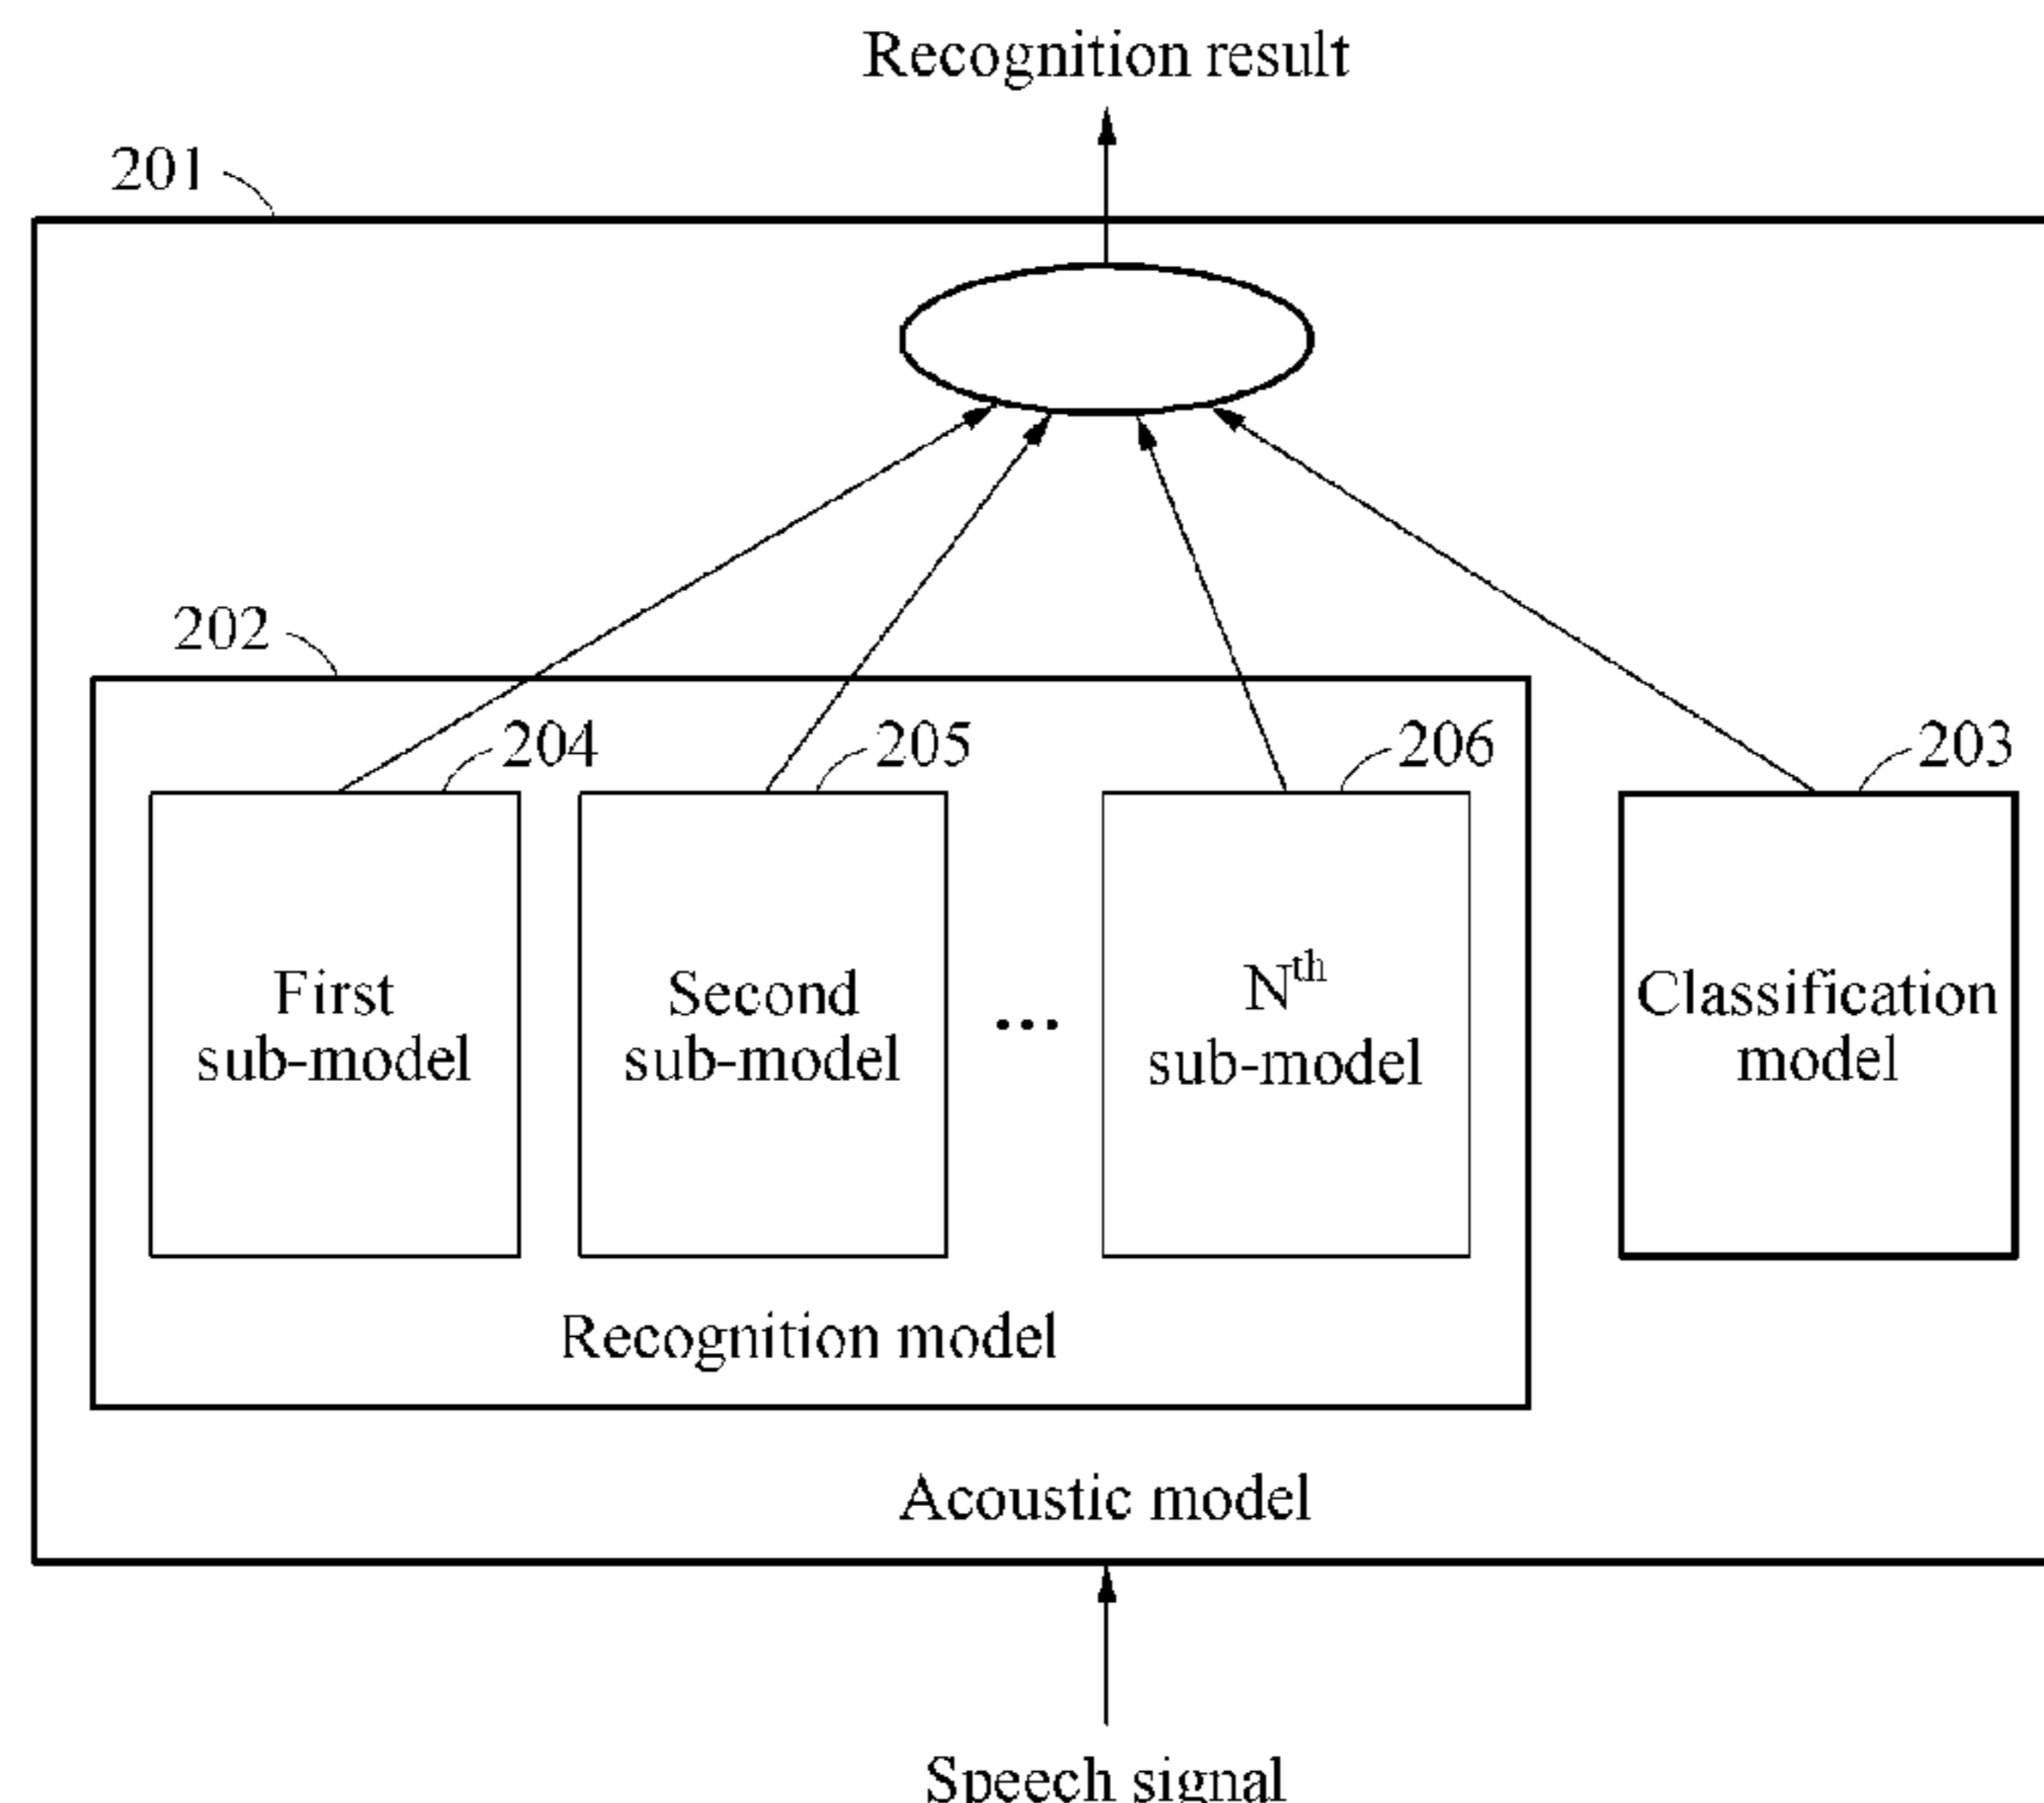 Recognition result
201
202
204
205
206
203
First
sub-model
Second
sub-model
...
Nth
sub-model
Classification
model
Recognition model
Acoustic model
Speech signal